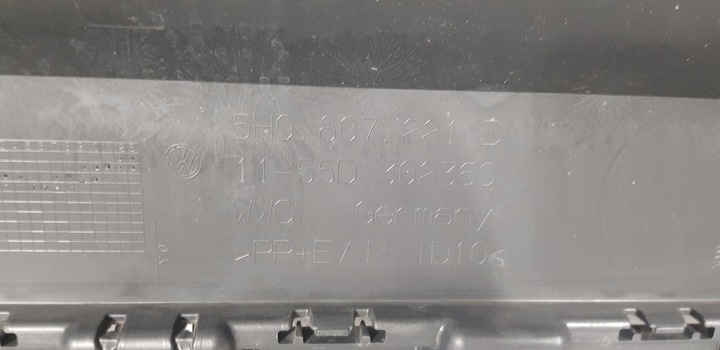 5H0.807.221
11-55D 302350
WWO Germany
>PP+E/P TD10<